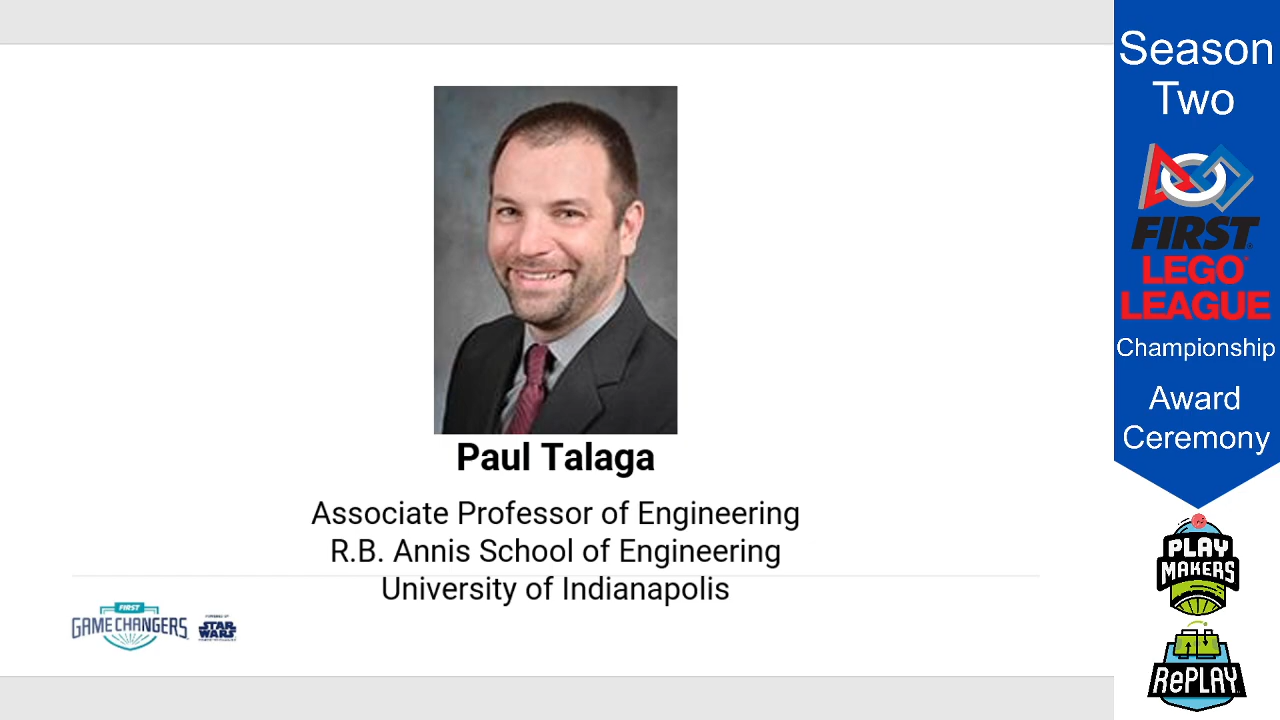 Paul Talaga
Associate Professor of Engineering
R.B. Annis School of Engineering
University of Indianapolis
FIRST
GAME CHANGERS
STAR
WARS
Season
Two
FIRST
LEGO
LEAGUE
Championship
Award
Ceremony
PLAY
MAKERS
RePLAY